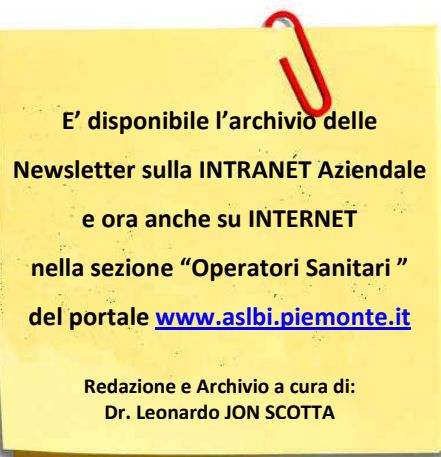 E’ disponibile l’archivio delle
Newsletter sulla INTRANET Aziendale
e ora anche su INTERNET
nella sezione “Operatori Sanitari ”
del portale www.aslbi.piemonte.it
Redazione e Archivio a cura di:
Dr. Leonardo JON SCOTTA